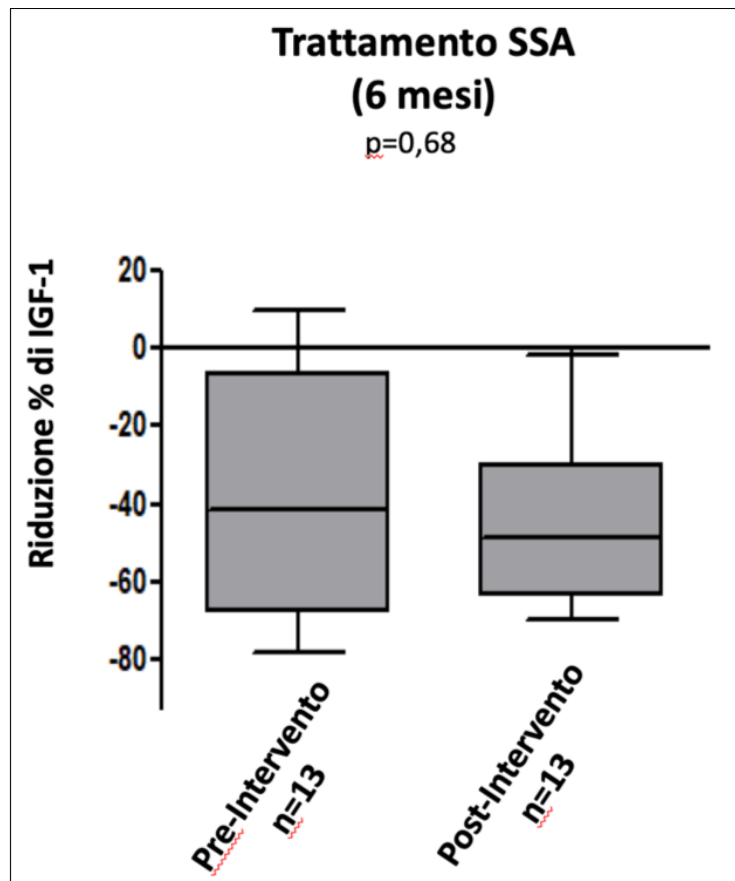 Trattamento SSA
(6 mesi)
p=0,68
Riduzione % di IGF-1
20
0
-20
-40
-60
-80
Pre-Intervento
n=13
Post-Intervento
n=13